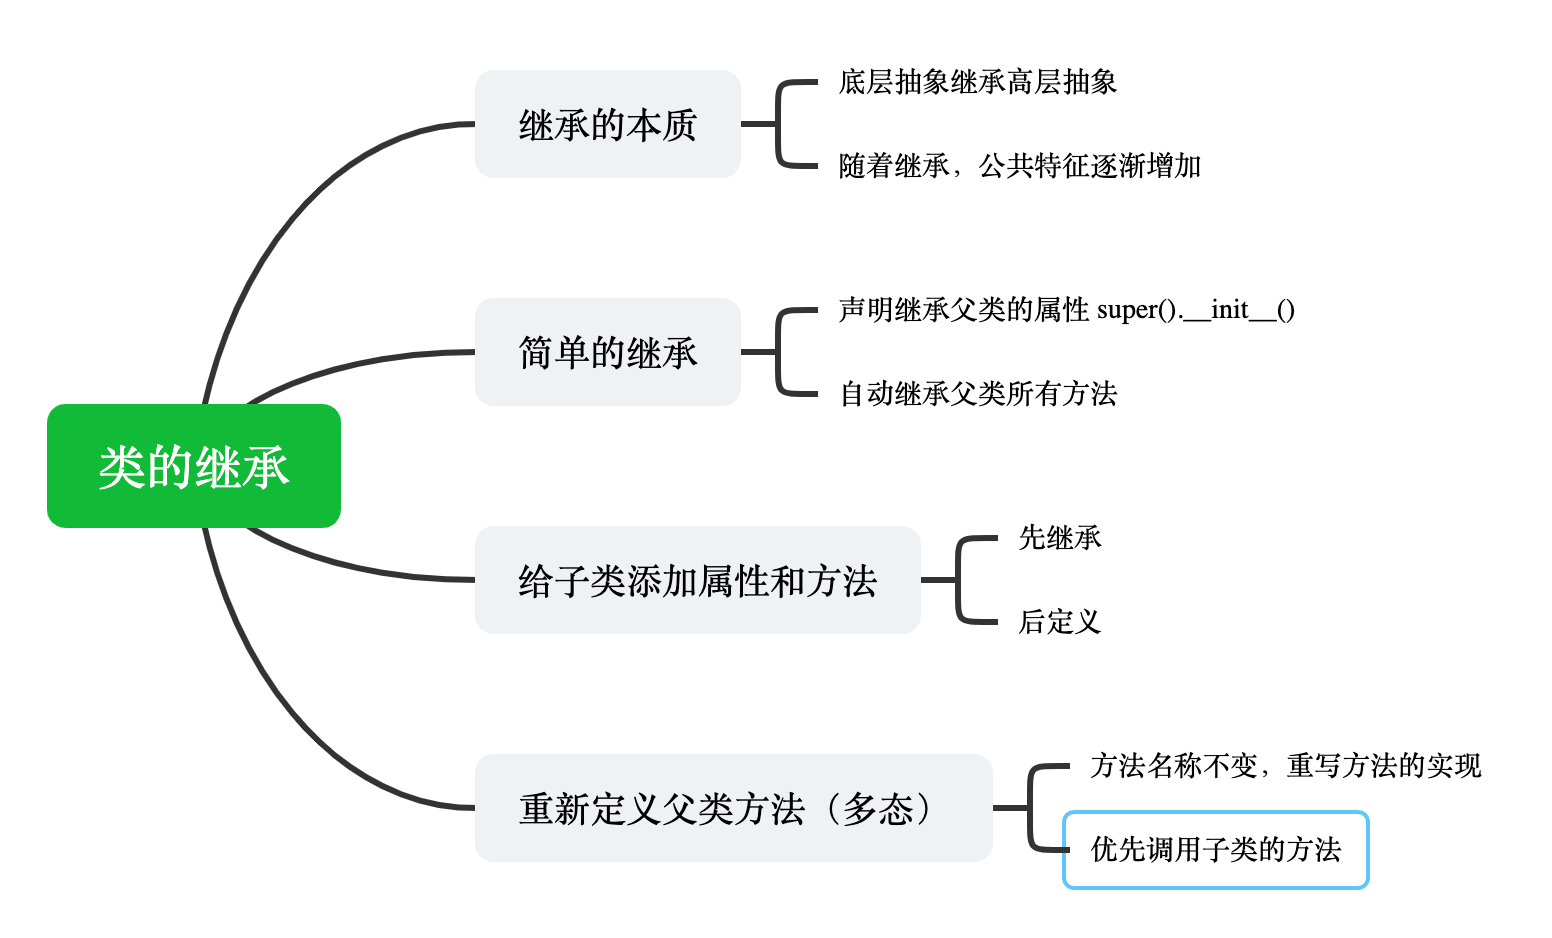 类的继承
继承的本质
底层抽象继承高层抽象
随着继承，公共特征逐渐增加
简单的继承
声明继承父类的属性 super().__init__()
自动继承父类所有方法
给子类添加属性和方法
先继承
后定义
重新定义父类方法（多态）
方法名称不变，重写方法的实现
优先调用子类的方法